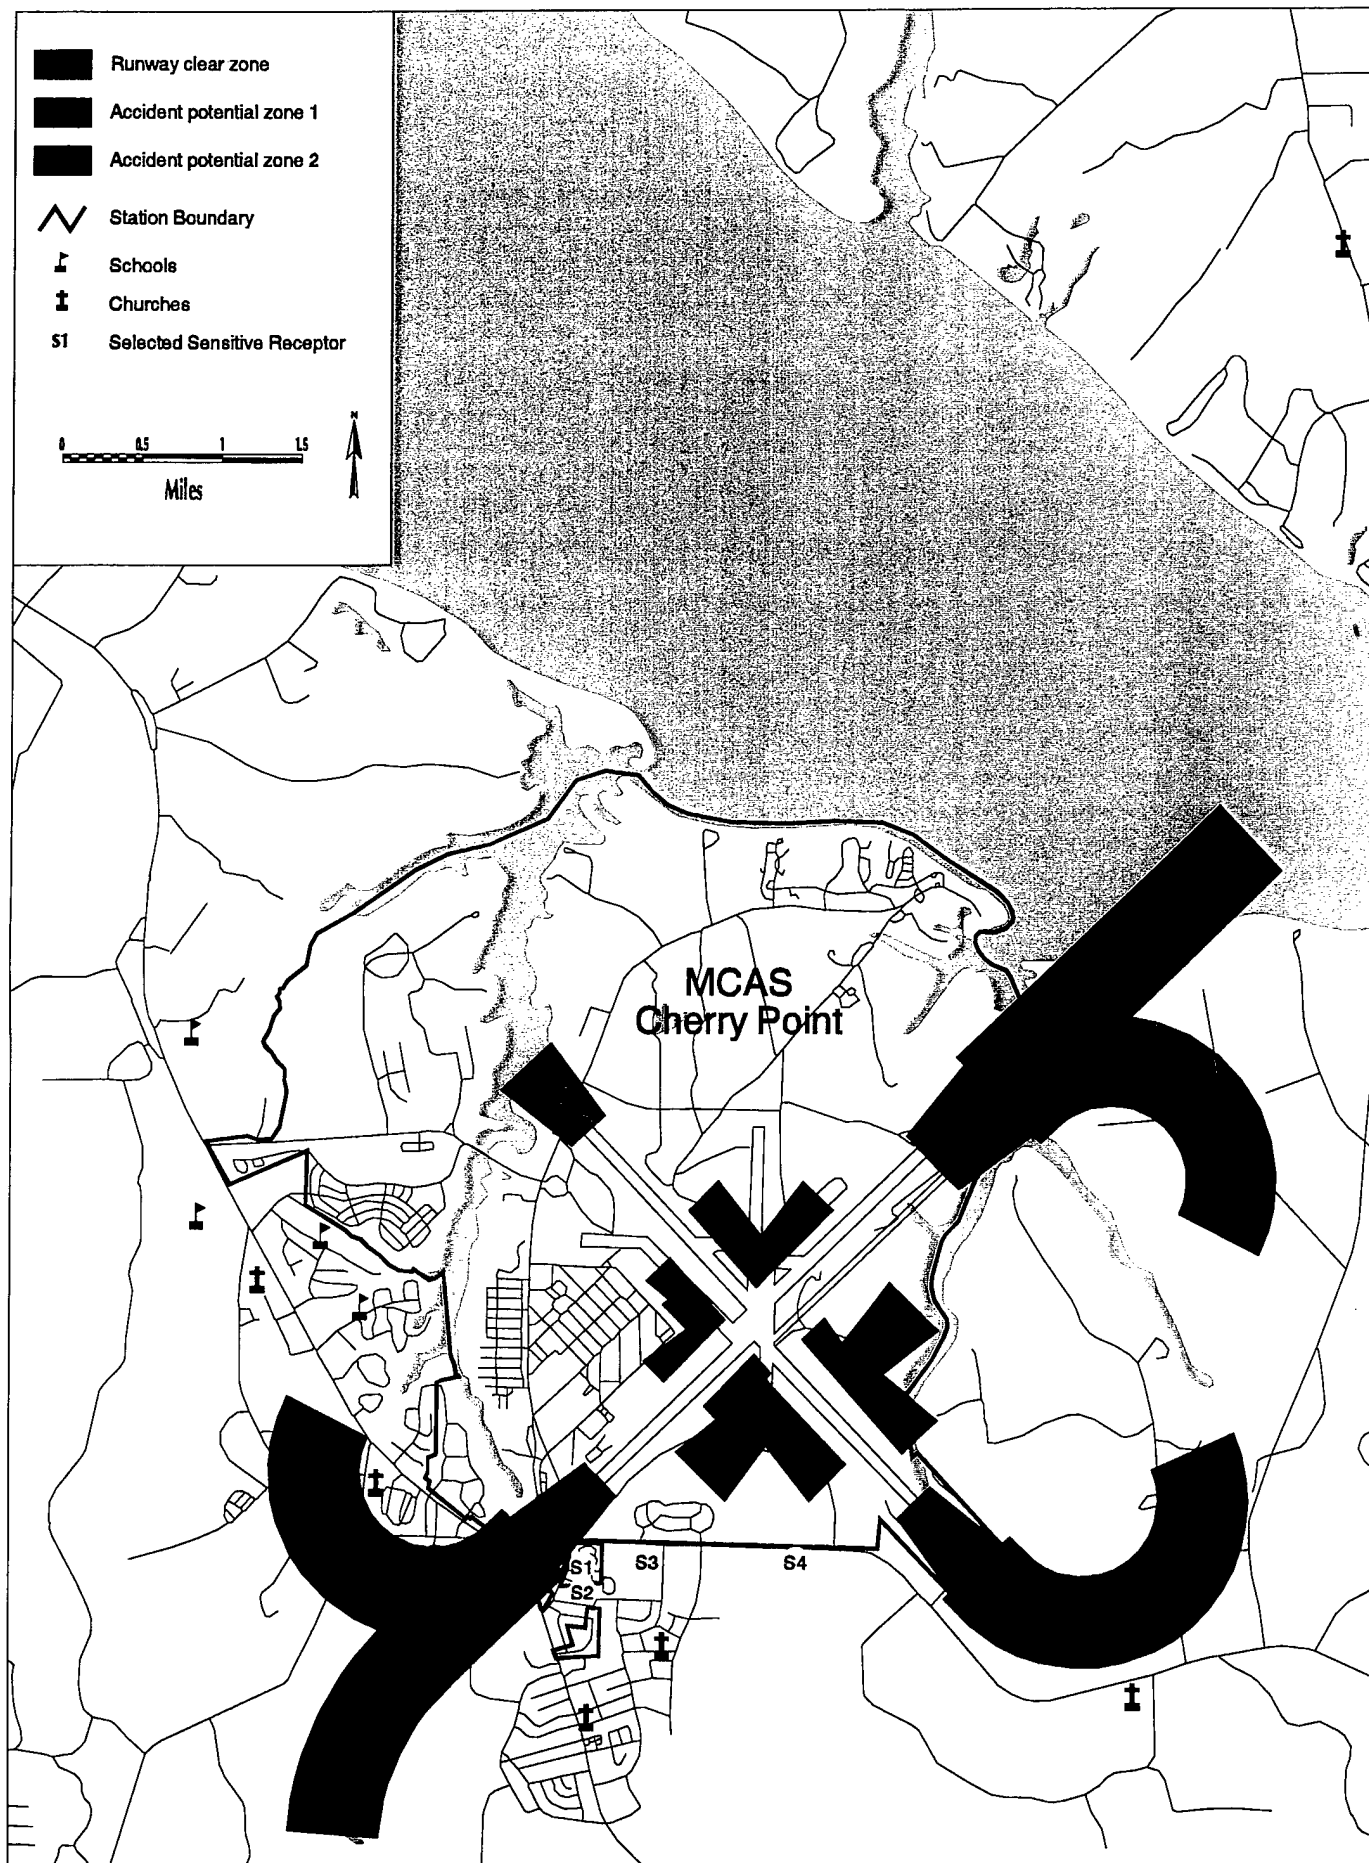 Runway clear zone
Accident potential zone 1
Accident potential zone 2
Station Boundary
Schools
Churches
S1 Selected Sensitive Receptor
N
0 0.5 1 1.5
Miles
MCAS
Cherry Point
S1
S2
S3
S4